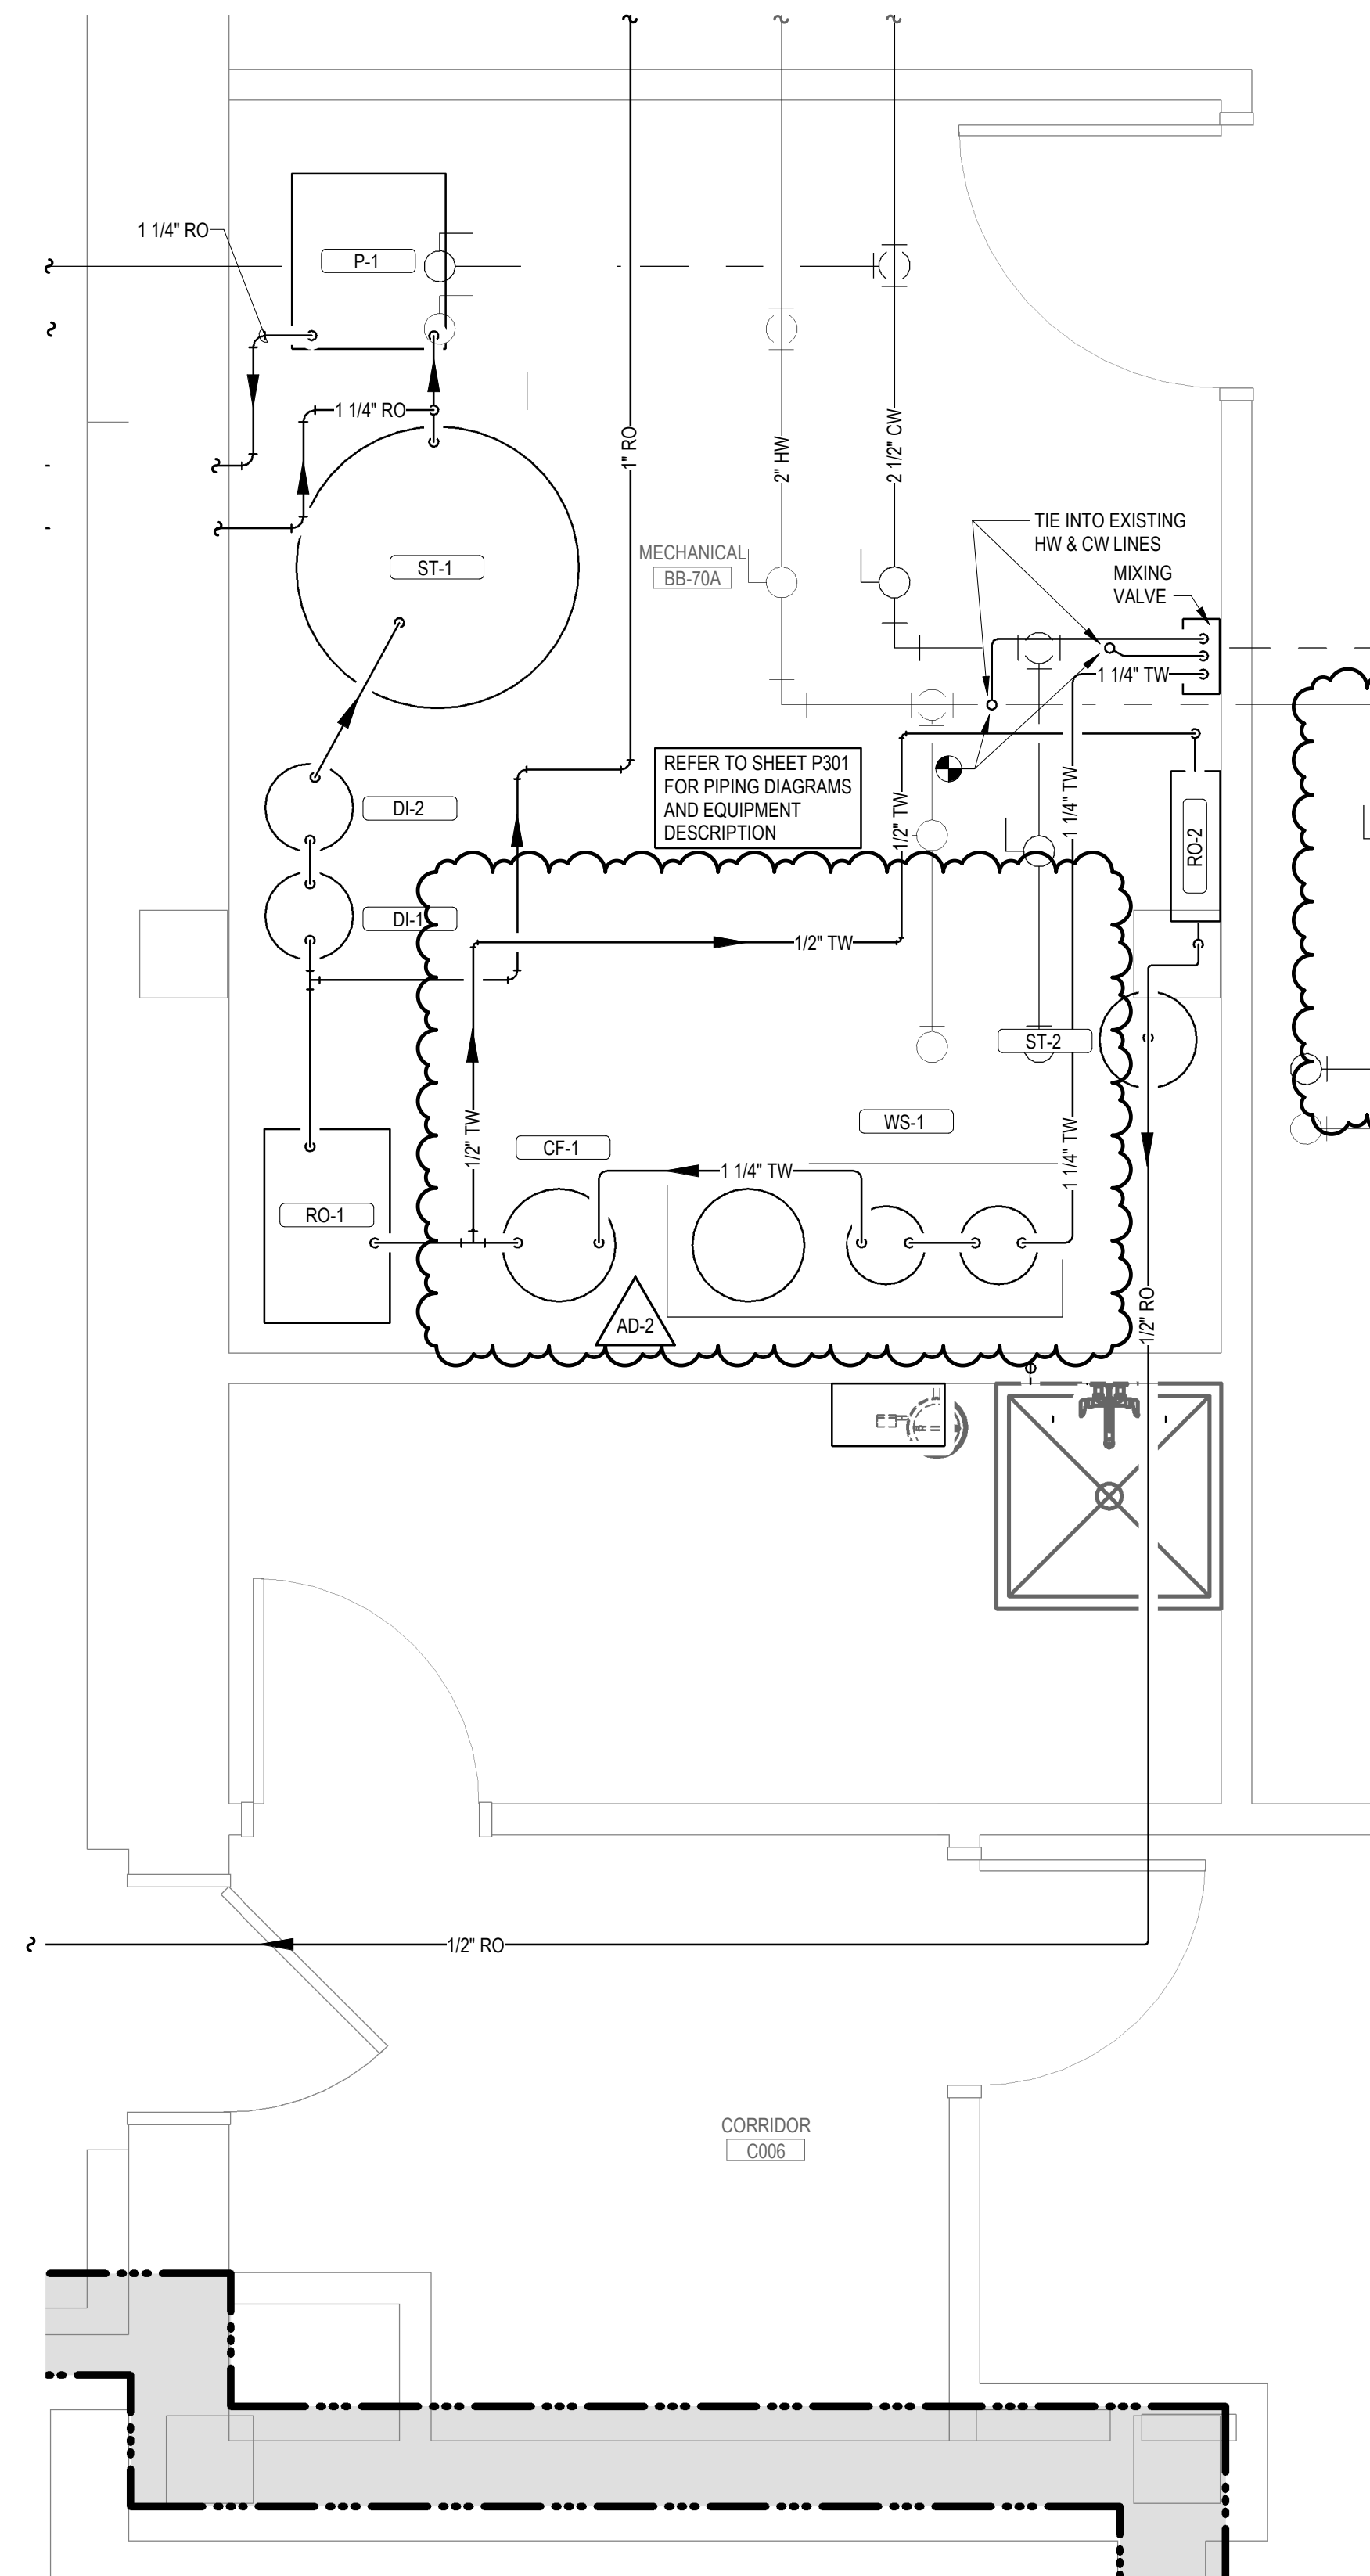 1 1/4" RO
P-1
1 1/4" RO
1" RO
2" HW
2 1/2" CW
TIE INTO EXISTING
HW & CW LINES
MECHANICAL
BB-70A
ST-1
MIXING
VALVE
1 1/4" TW
REFER TO SHEET P301
FOR PIPING DIAGRAMS
AND EQUIPMENT
DESCRIPTION
1/2" TW
1 1/4" TW
RO-2
DI-2
DI-1
1/2" TW
ST-2
WS-1
1/2" TW
CF-1
1 1/4" TW
1 1/4" TW
RO-1
AD-2
1/2" RO
1/2" RO
CORRIDOR
C006